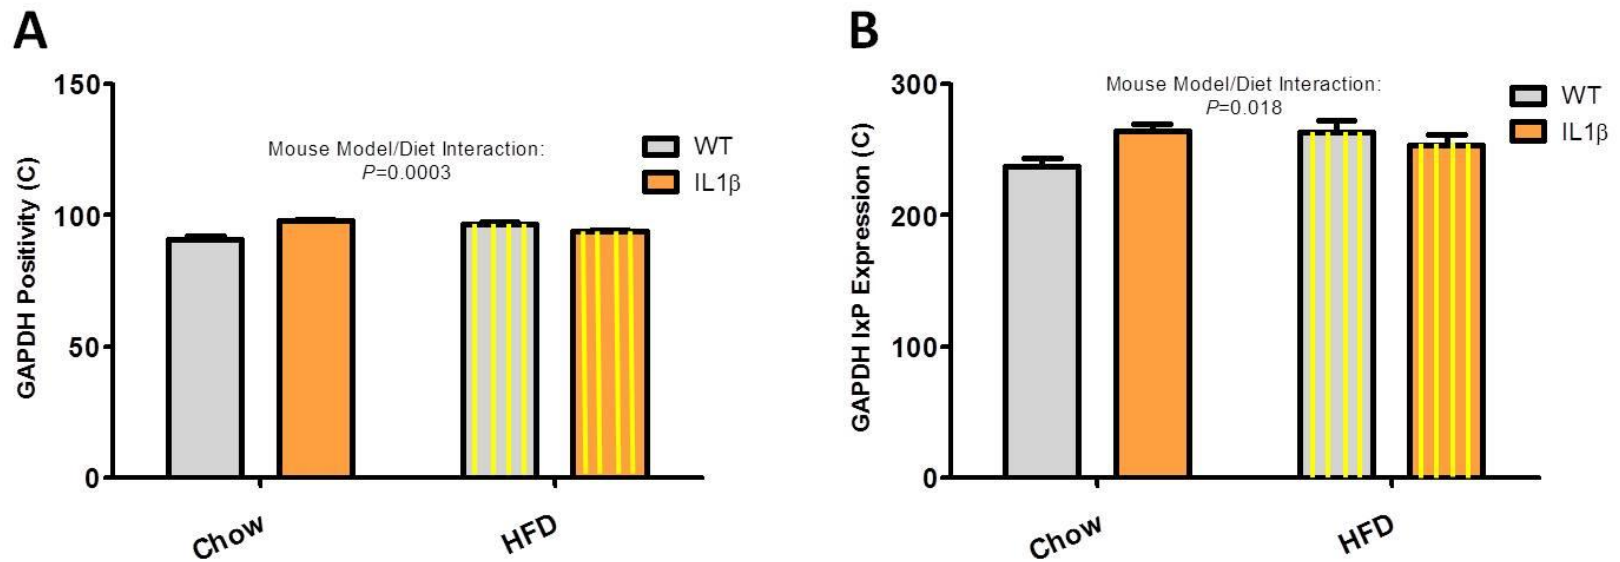 A
GAPDH Positivity (C)
150
100
50
0
Mouse Model/Diet Interaction:
P=0.0003
WT
IL1β
Chow
HFD
B
GAPDH IxP Expression (C)
300
200
100
0
Mouse Model/Diet Interaction:
P=0.018
WT
IL1β
Chow
HFD